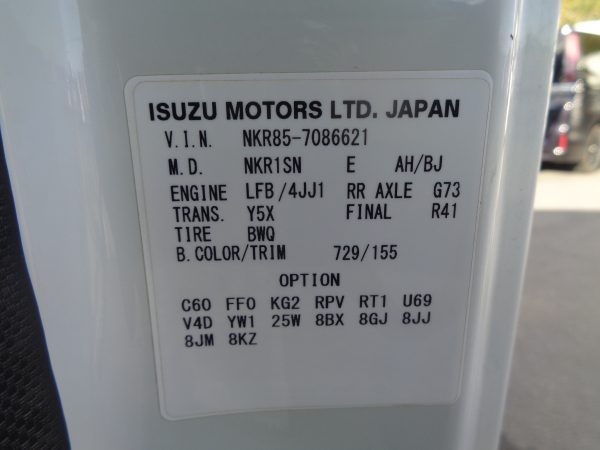 ISUZU MOTORS LTD. JAPAN
V.I.N. NKR85-7086621
M.D. NKR1SN E AH/BJ
ENGINE LFB/4JJ1 RR AXLE G73
TRANS. Y5X FINAL R41
TIRE BWQ
B.COLOR/TRIM 729/155
OPTION
C60 FF0 KG2 RPV RT1 U69
V4D YW1 25W 8BX 8GJ 8JJ
8JM 8KZ